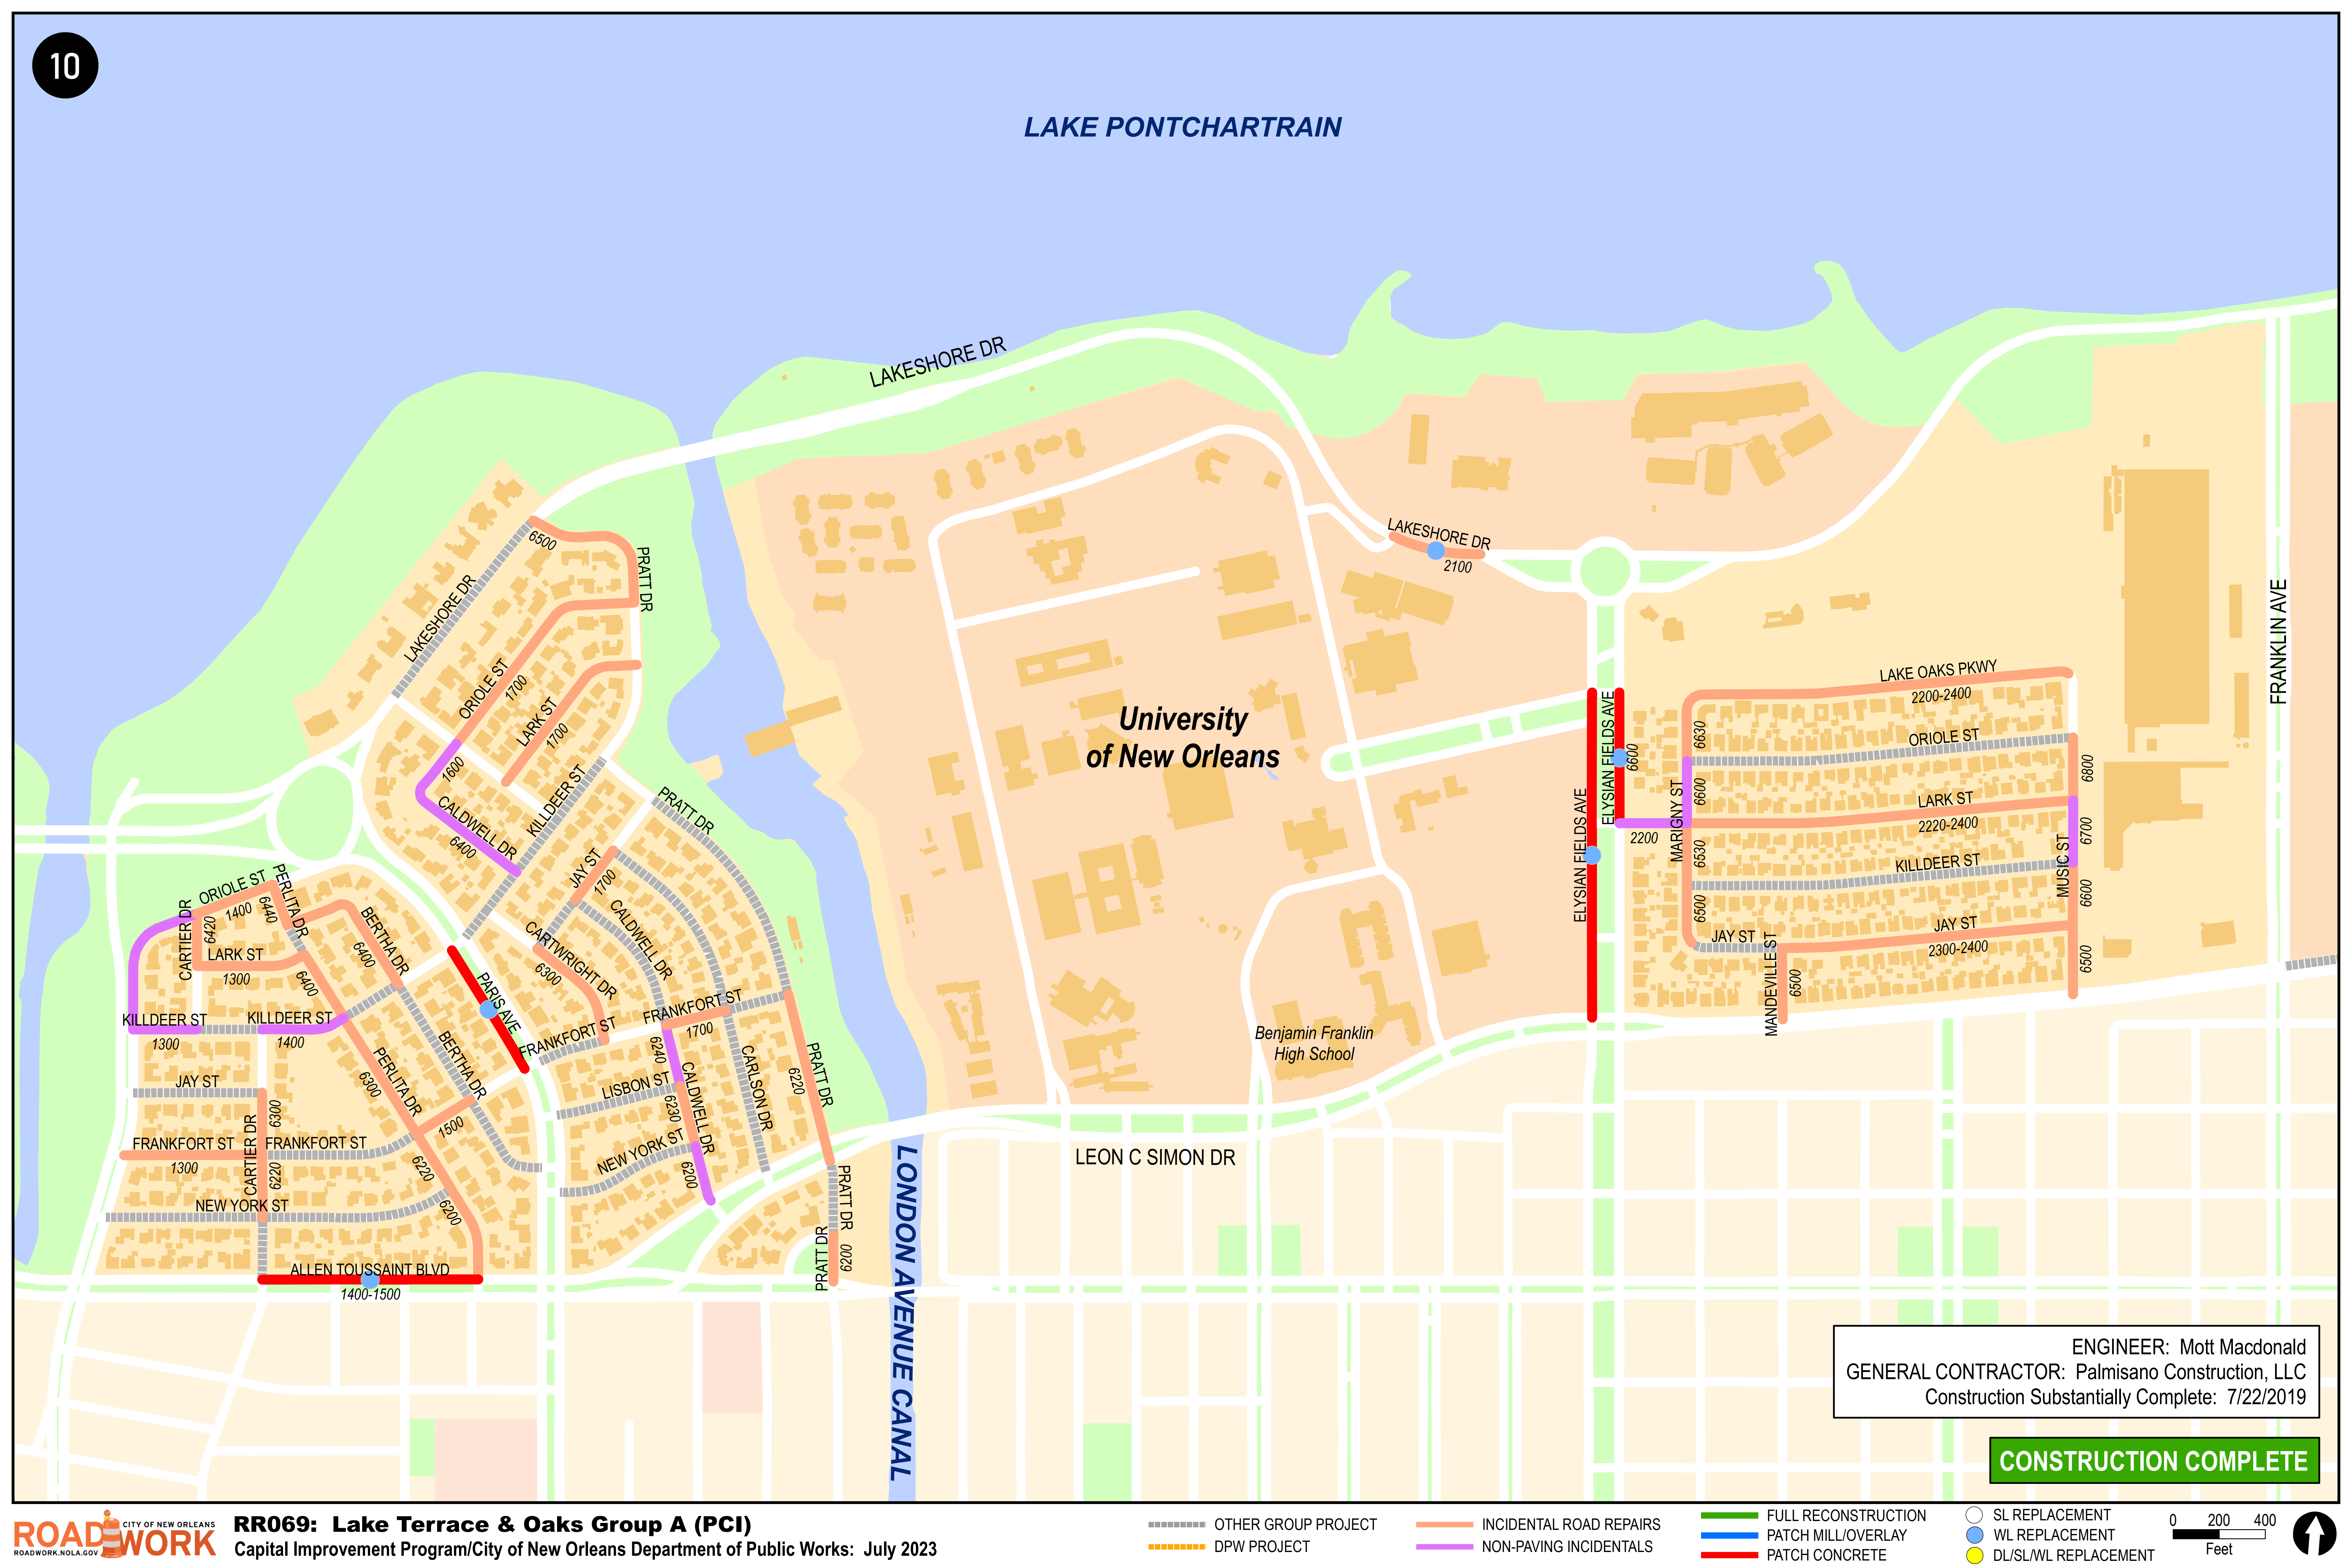 10
LAKE PONTCHARTRAIN
LAKESHORE DR
6500
PRATT DR
LAKESHORE DR
LAKESHORE DR
2100
ORIOLE ST
1700
LARK ST
1700
1600
CALDWELL DR
6400
KILLDEER ST
PRATT DR
JAY ST
1700
CALDWELL DR
CARTWRIGHT DR
6300
University
of New Orleans
Benjamin Franklin
High School
ELYSIAN FIELDS AVE
6600
ELYSIAN FIELDS AVE
2200
MARIGNY ST
6630
6600
6530
6500
LAKE OAKS PKWY
2200-2400
ORIOLE ST
LARK ST
2220-2400
KILLDEER ST
JAY ST
JAY ST
2300-2400
MANDEVILLE ST
6500
MUSIC ST
6800
6700
6600
6500
FRANKLIN AVE
ORIOLE ST
1400
PERLITA DR
6440
CARTIER DR
6420
LARK ST
1300
BERTHA DR
6400
6400
KILLDEER ST
1300
KILLDEER ST
1400
PARIS AVE
FRANKFORT ST
FRANKFORT ST
1700
6240
LISBON ST
6230
CALDWELL DR
CARLSON DR
PRATT DR
6220
NEW YORK ST
6200
JAY ST
6300
CARTIER DR
PERLITA DR
6300
BERTHA DR
1500
FRANKFORT ST
1300
FRANKFORT ST
6220
6220
NEW YORK ST
6200
ALLEN TOUSSAINT BLVD
1400-1500
PRATT DR
PRATT DR
6200
LONDON AVENUE CANAL
LEON C SIMON DR
ENGINEER: Mott Macdonald
GENERAL CONTRACTOR: Palmisano Construction, LLC
Construction Substantially Complete: 7/22/2019
CONSTRUCTION COMPLETE
ROAD WORK
CITY OF NEW ORLEANS
ROADWORK.NOLA.GOV
RR069: Lake Terrace & Oaks Group A (PCI)
Capital Improvement Program/City of New Orleans Department of Public Works: July 2023
OTHER GROUP PROJECT
DPW PROJECT
INCIDENTAL ROAD REPAIRS
NON-PAVING INCIDENTALS
FULL RECONSTRUCTION
PATCH MILL/OVERLAY
PATCH CONCRETE
SL REPLACEMENT
WL REPLACEMENT
DL/SL/WL REPLACEMENT
0 200 400
Feet